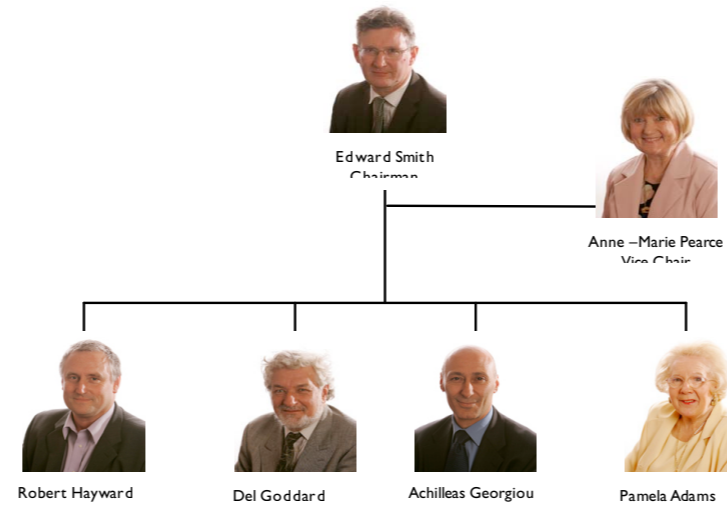 Edward Smith
Chairman
Anne –Marie Pearce
Vice Chair
Robert Hayward
Del Goddard
Achilleas Georgiou
Pamela Adams